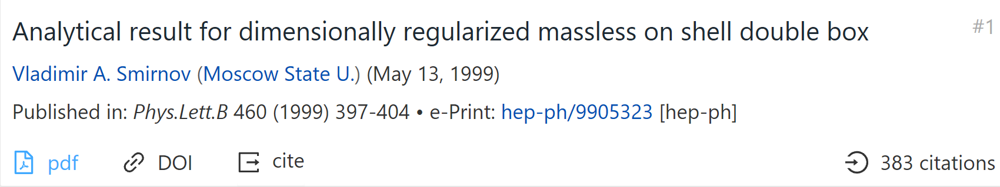 Analytical result for dimensionally regularized massless on shell double box #1
Vladimir A. Smirnov (Moscow State U.) (May 13, 1999)
Published in: Phys.Lett.B 460 (1999) 397-404 • e-Print: hep-ph/9905323 [hep-ph]
pdf DOI cite 383 citations